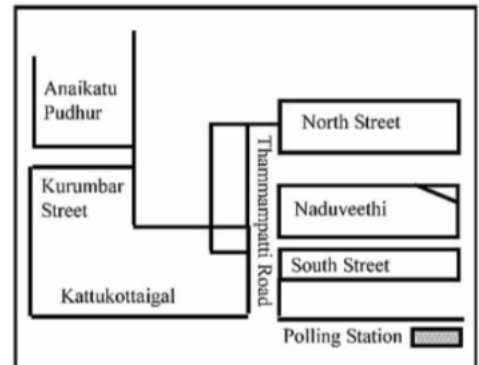 Anaikatu
Pudhur
North Street
Thammampatti Road
Kurumbar
Street
Naduveethi
South Street
Kattukottaigal
Polling Station